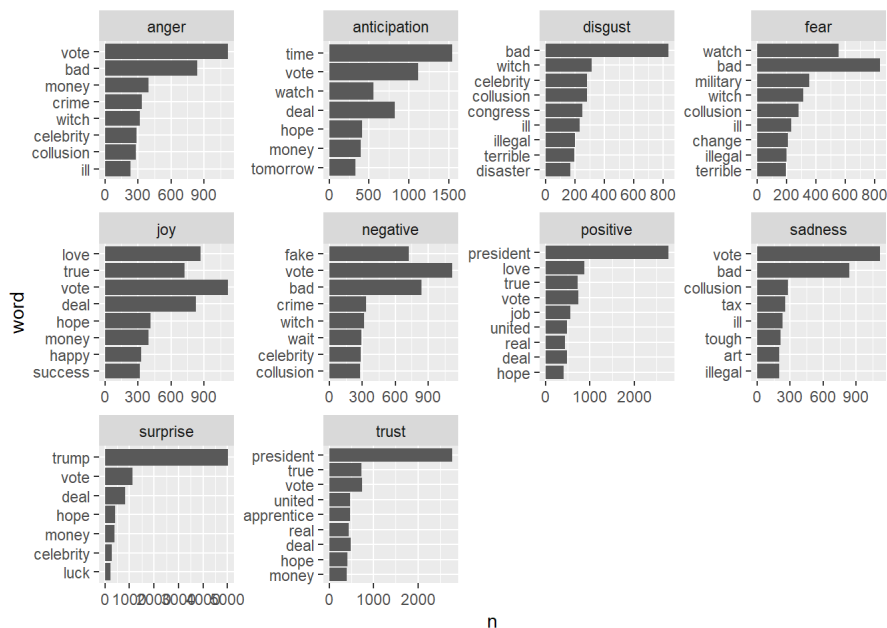 anger
vote
bad
money
crime
witch
celebrity
collusion
ill
0 300 600 900
anticipation
time
vote
watch
deal
hope
money
tomorrow
0 500 1000 1500
disgust
bad
witch
celebrity
collusion
congress
ill
illegal
terrible
disaster
0 200 400 600 800
fear
watch
bad
military
witch
collusion
ill
change
illegal
terrible
0 200 400 600 800
word
joy
love
true
vote
deal
hope
money
happy
success
0 300 600 900
negative
fake
vote
bad
crime
witch
wait
celebrity
collusion
0 300 600 900
positive
president
love
true
vote
job
united
real
deal
hope
0 1000 2000
sadness
vote
bad
collusion
tax
ill
tough
art
illegal
0 300 600 900
surprise
trump
vote
deal
hope
money
celebrity
luck
0 1000 2000 3000 4000 5000
trust
president
true
vote
united
apprentice
real
deal
hope
money
0 1000 2000
n